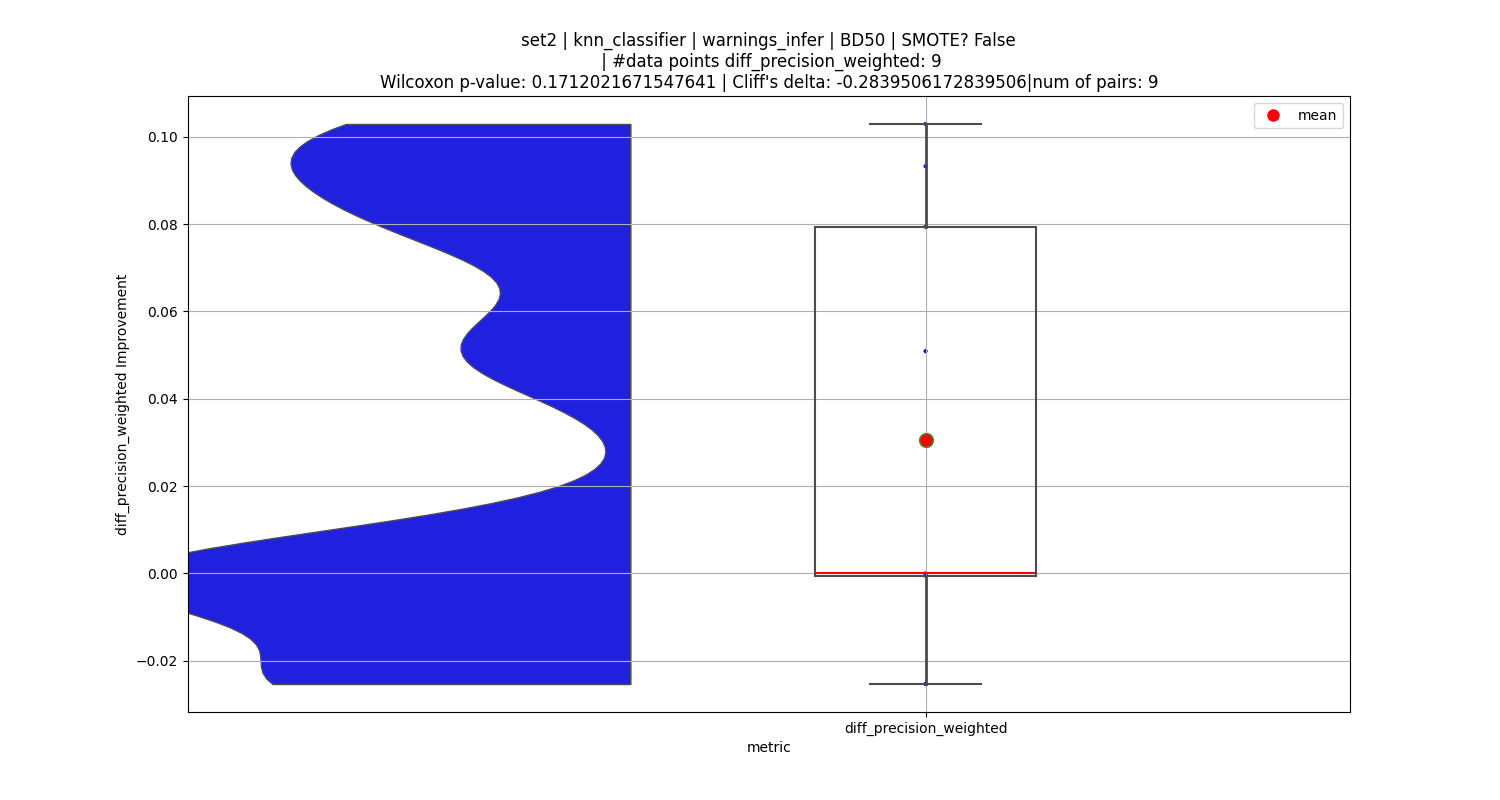 set2 | knn_classifier | warnings_infer | BD50 | SMOTE? False
| #data points diff_precision_weighted: 9
Wilcoxon p-value: 0.1712021671547641 | Cliff's delta: -0.2839506172839506|num of pairs: 9
mean
0.10
0.08
0.06
0.04
0.02
0.00
−0.02
diff_precision_weighted Improvement
diff_precision_weighted
metric